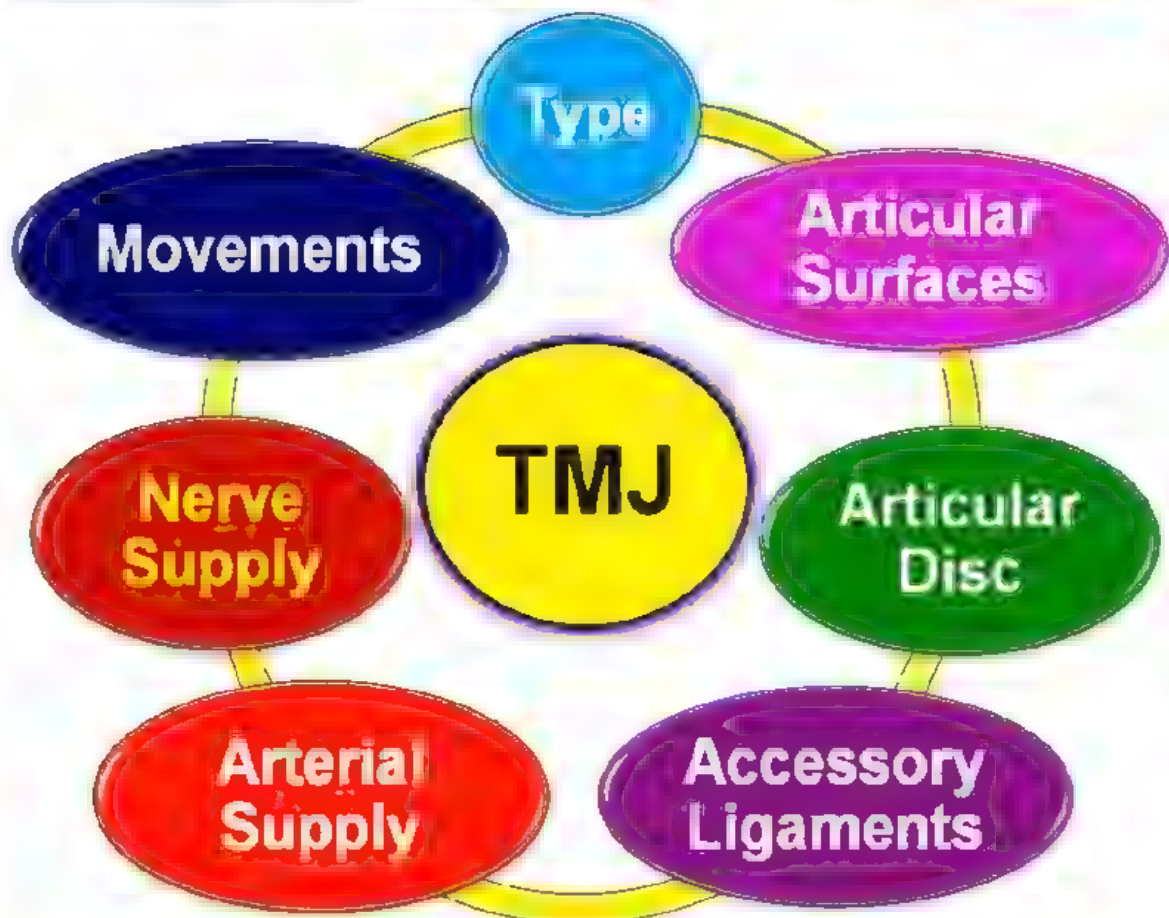 Type
Movements
Articular
Surfaces
TMJ
Nerve
Supply
Articular
Disc
Arterial
Supply
Accessory
Ligaments